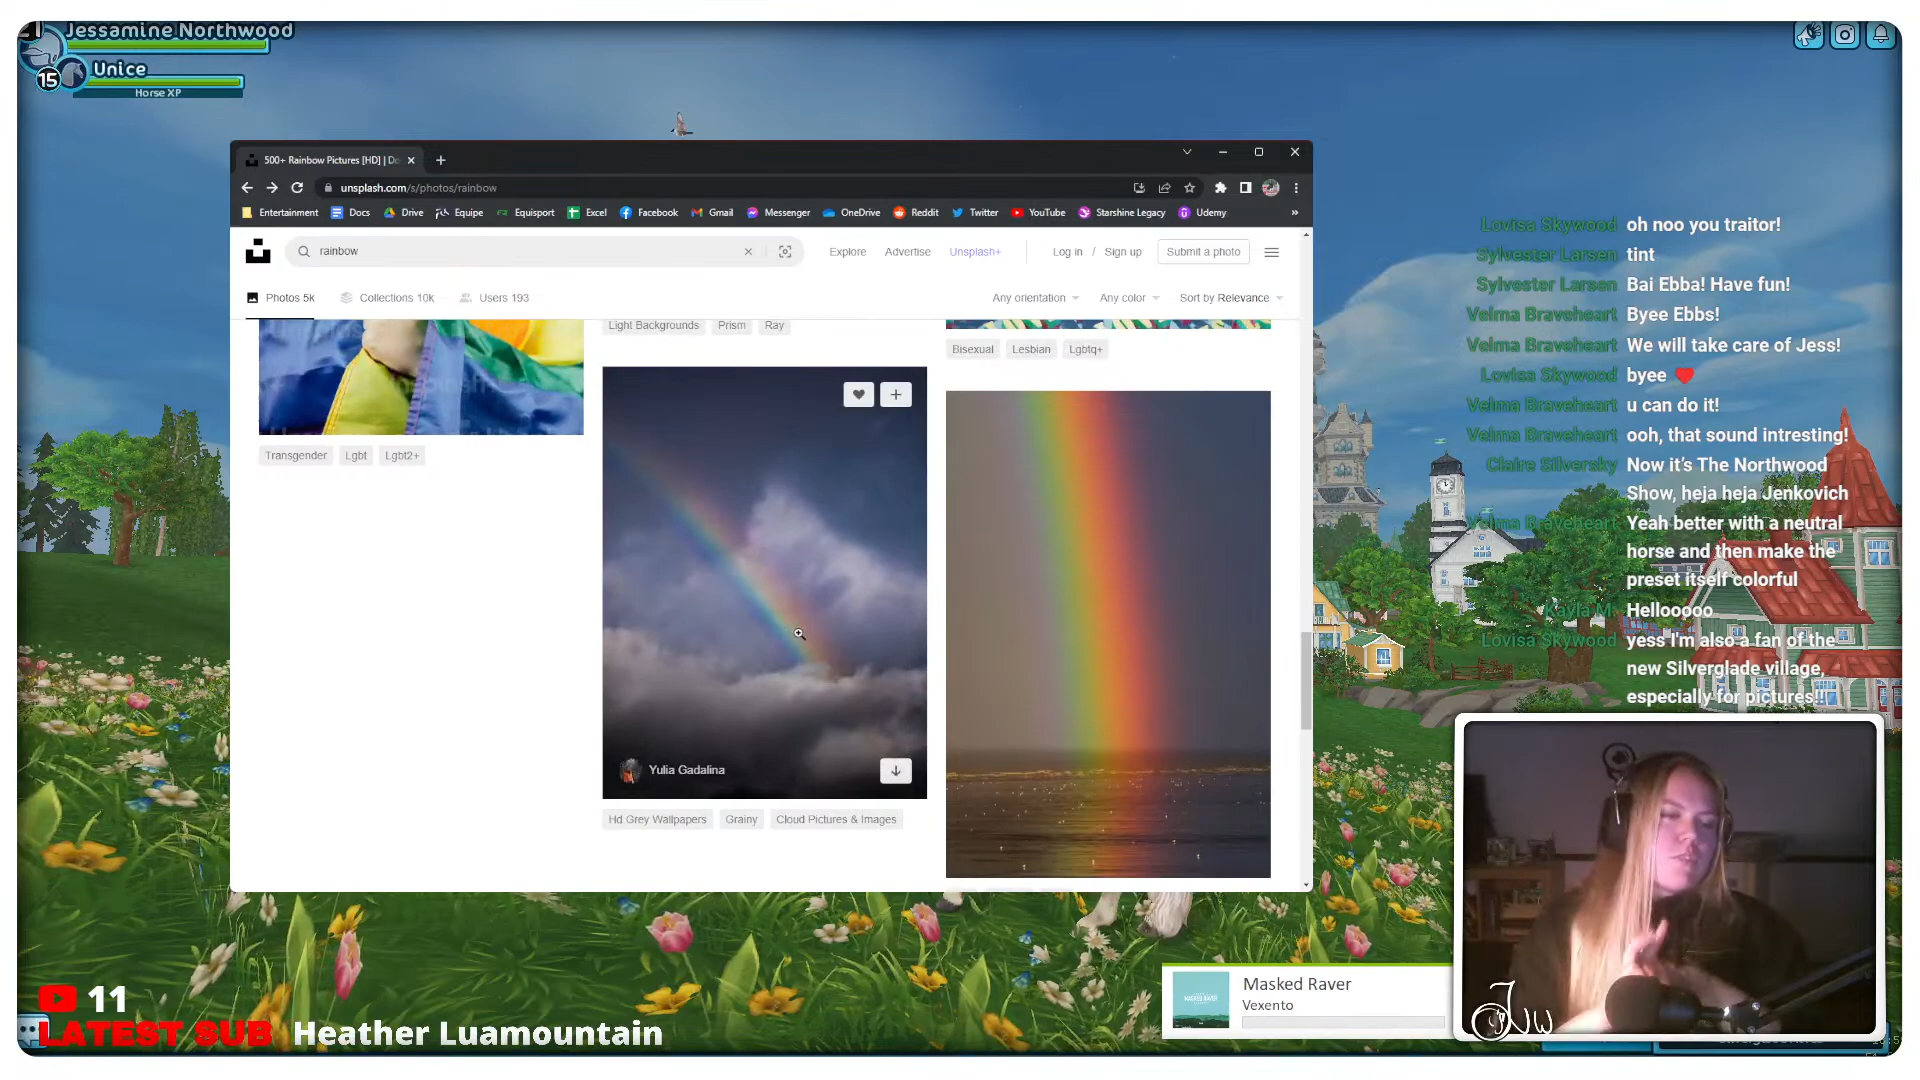 Jessamine Northwood
Unice
15
Horse XP
500+ Rainbow Pictures [HD] | Do
unsplash.com/s/photos/rainbow
Entertainment Docs Drive Equipe Equisport Excel Facebook Gmail Messenger OneDrive Reddit Twitter YouTube Starshine Legacy Udemy »
rainbow
Explore Advertise Unsplash+ Log in / Sign up Submit a photo
Photos 5k Collections 10k Users 193 Any orientation Any color Sort by Relevance
Light Backgrounds Prism Ray
Bisexual Lesbian Lgbtq+
Transgender Lgbt Lgbt2+
Yulia Gadalina
Hd Grey Wallpapers Grainy Cloud Pictures & Images
Lovisa Skywood oh noo you traitor!
Sylvester Larsen tint
Sylvester Larsen Bai Ebba! Have fun!
Velma Braveheart Byee Ebbs!
Velma Braveheart We will take care of Jess!
Lovisa Skywood byee ❤️
Velma Braveheart u can do it!
Velma Braveheart ooh, that sound intresting!
Claire Silversky Now it's The Northwood
Show, heja heja Jenkovich
Velma Braveheart Yeah better with a neutral
horse and then make the
preset itself colorful
Kayla M. Hellooooo
Lovisa Skywood yess I'm also a fan of the
new Silverglade village,
especially for pictures!!
Masked Raver
Vexento
MASKED RAVER
11
LATEST SUB Heather Luamountain